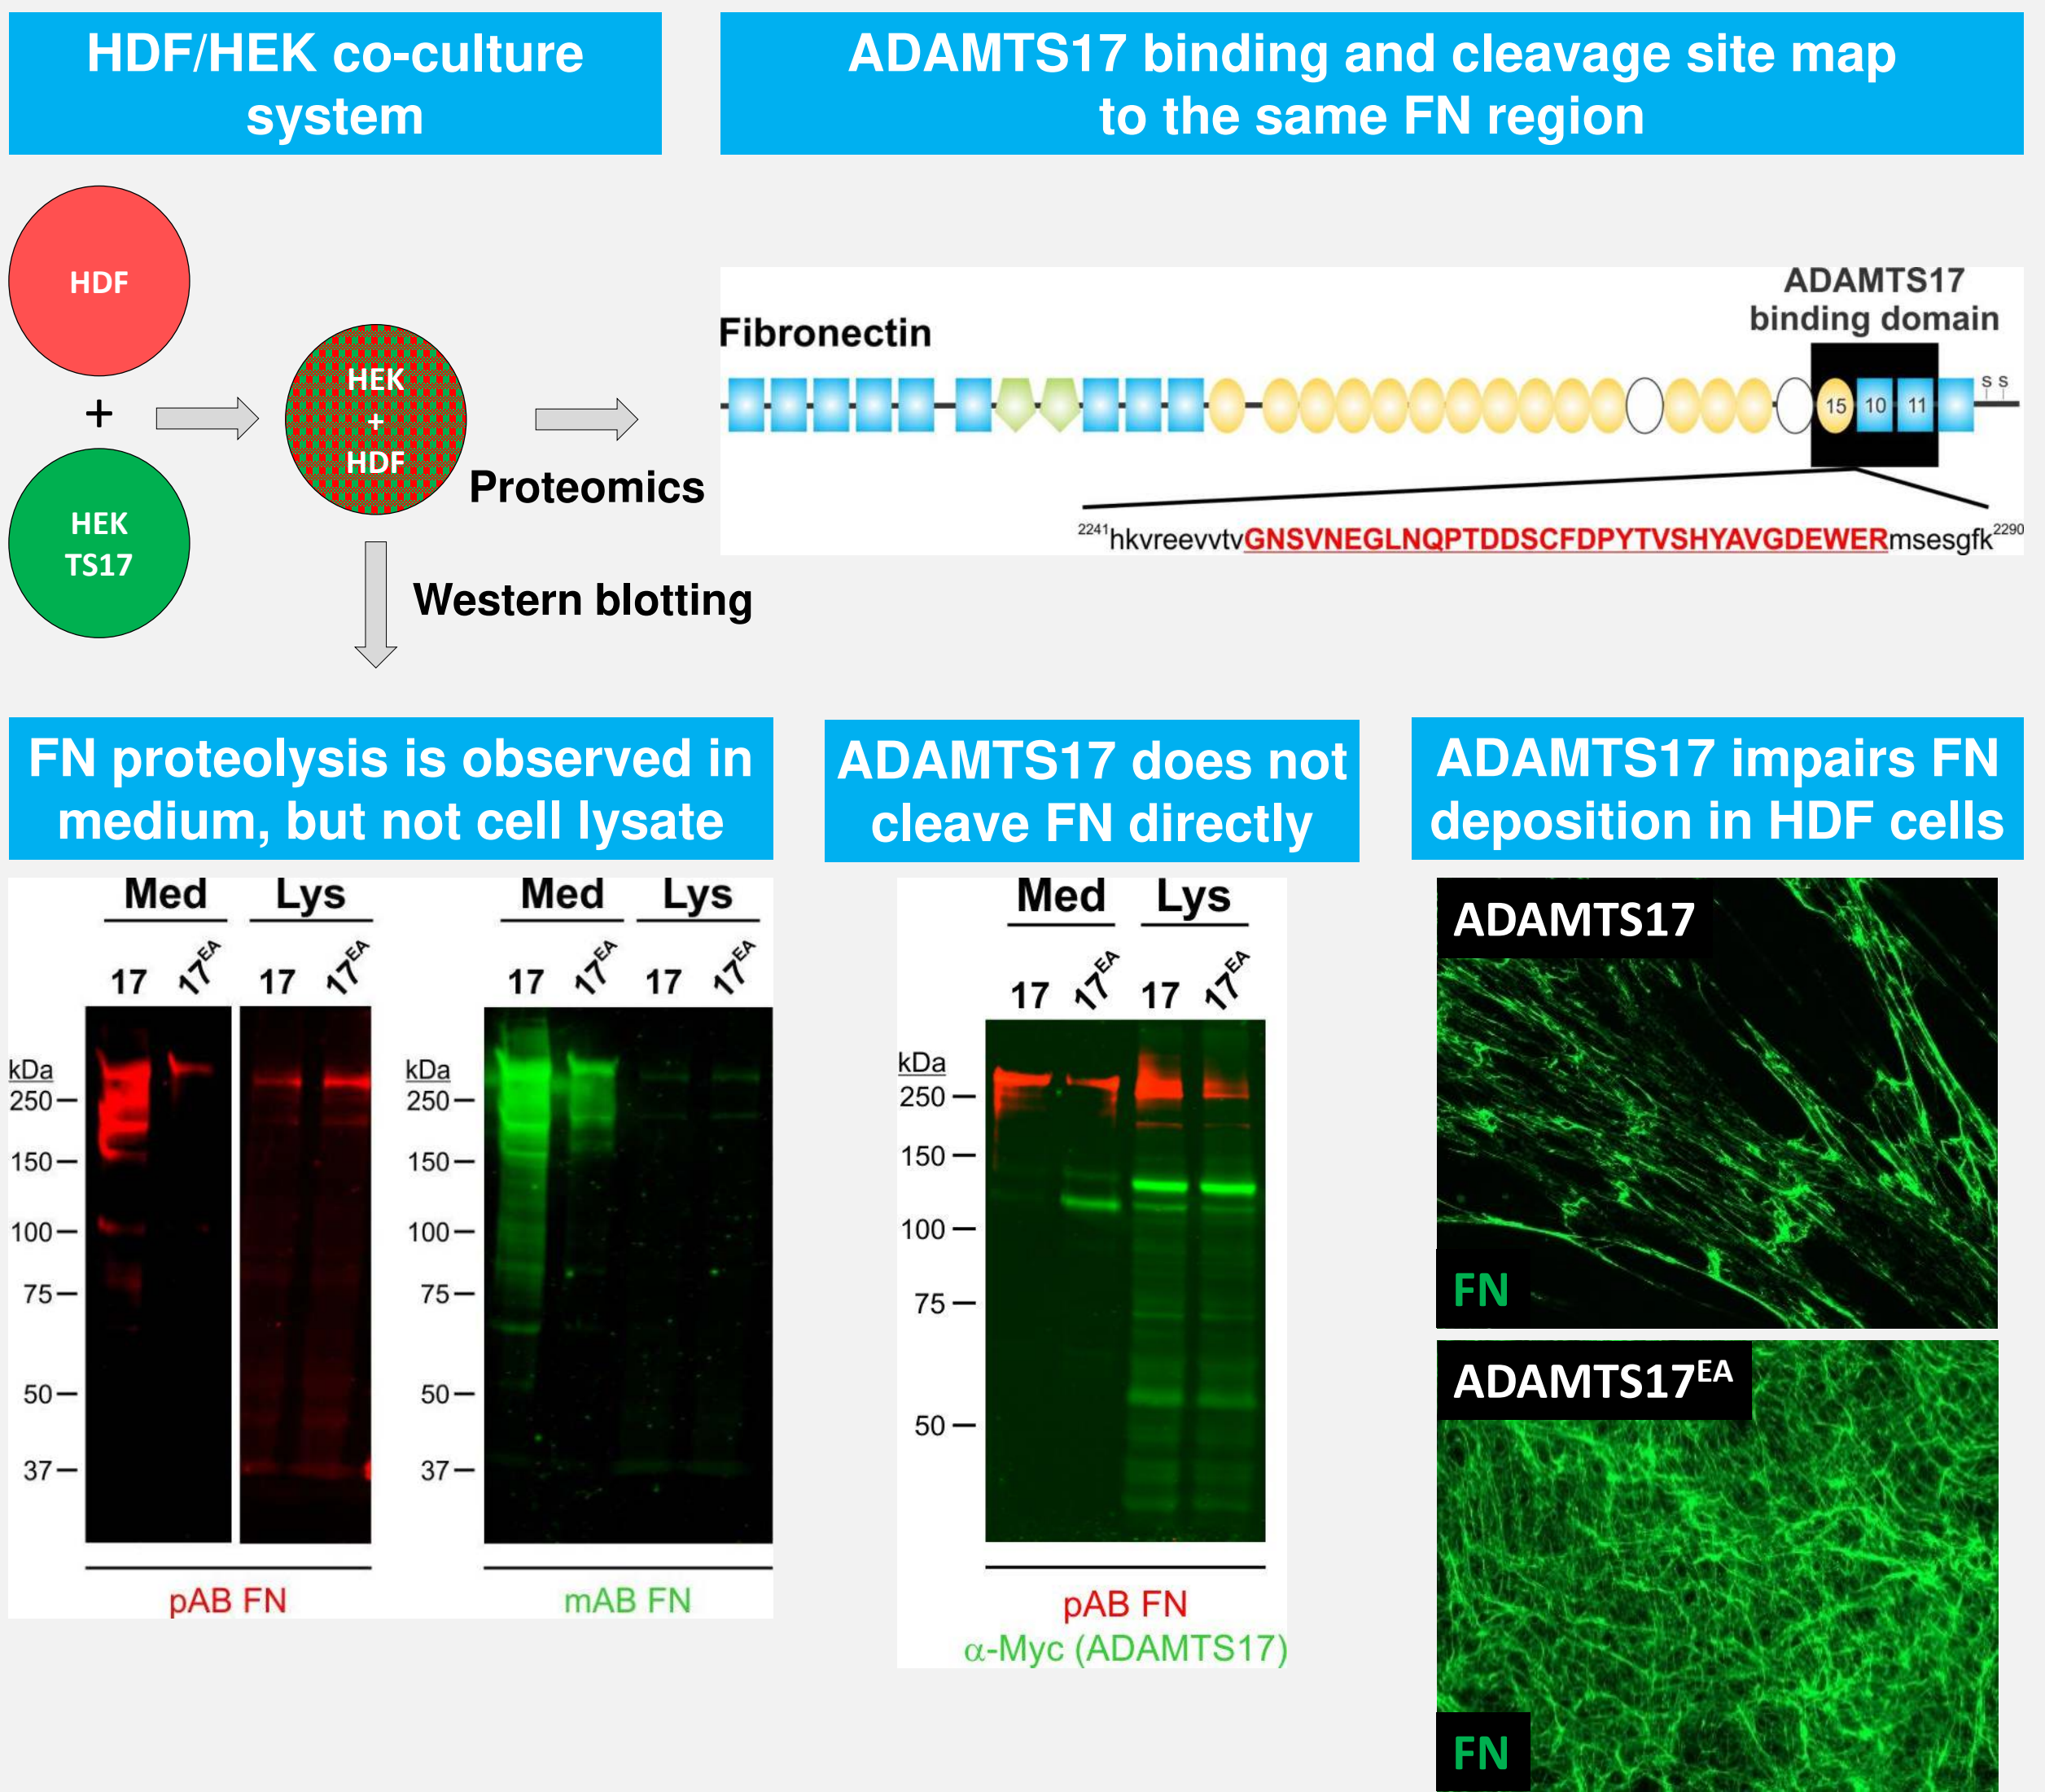 HDF/HEK co-culture
system
ADAMTS17 binding and cleavage site map
to the same FN region
HDF
+
HEK
TS17
HEK
+
HDF
Proteomics
Western blotting
Fibronectin
ADAMTS17
binding domain
15 10 11
S S
2241hkvreevvtvGNSVNEGLNQPTDDSCFDPYTVSHYAVGDEWERmsesgfk2290
FN proteolysis is observed in
medium, but not cell lysate
Med Lys
17 17EA 17 17EA
kDa
250
150
100
75
50
37
pAB FN
Med Lys
17 17EA 17 17EA
kDa
250
150
100
75
50
37
mAB FN
ADAMTS17 does not
cleave FN directly
Med Lys
17 17EA 17 17EA
kDa
250
150
100
75
50
pAB FN
α-Myc (ADAMTS17)
ADAMTS17 impairs FN
deposition in HDF cells
ADAMTS17
FN
ADAMTS17EA
FN